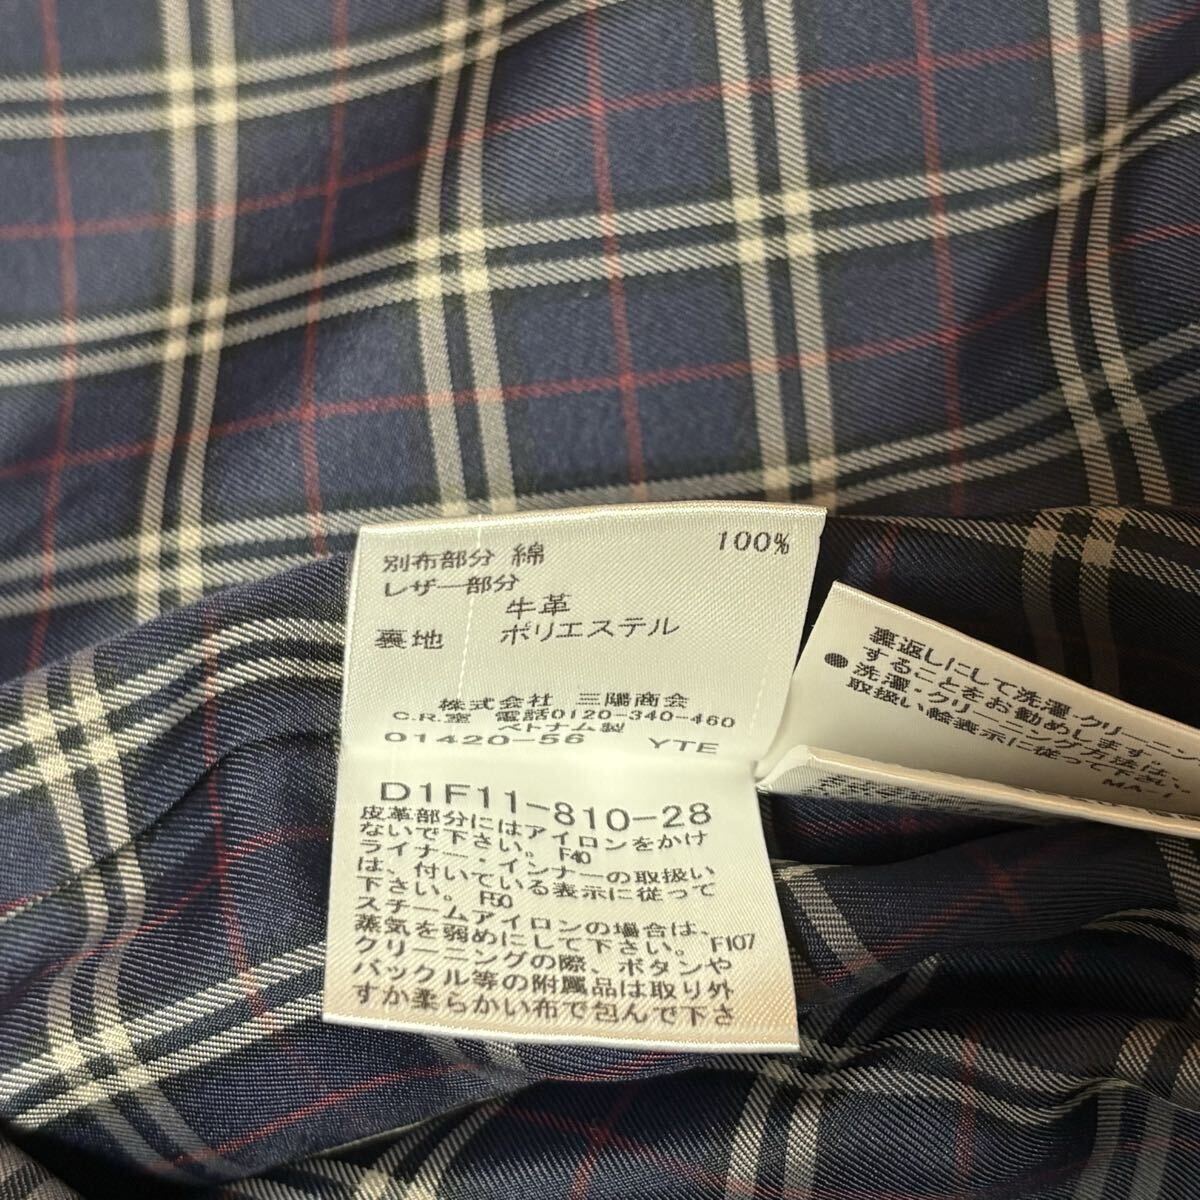 別布部分 綿 100%
レザー部分
牛革
裏地 ポリエステル
株式会社 三陽商会
C.R.室 電話0120-340-460
ベトナム製
01420-56 YTE
D1F11-810-28
皮革部分にはアイロンをかけ
ないで下さい。 F40
ライナー・インナーの取扱い
は、付いている表示に従って
下さい。 F50
スチームアイロンの場合は、
蒸気を弱めにして下さい。 F107
クリーニングの際、ボタンや
バックル等の附属品は取り外
すか柔らかい布で包んで下さ
裏返しにして洗濯・クリーニン
することをお勧めします。
●洗濯・クリーニング方法は、
取扱い絵表示に従って下さい。
MA-1